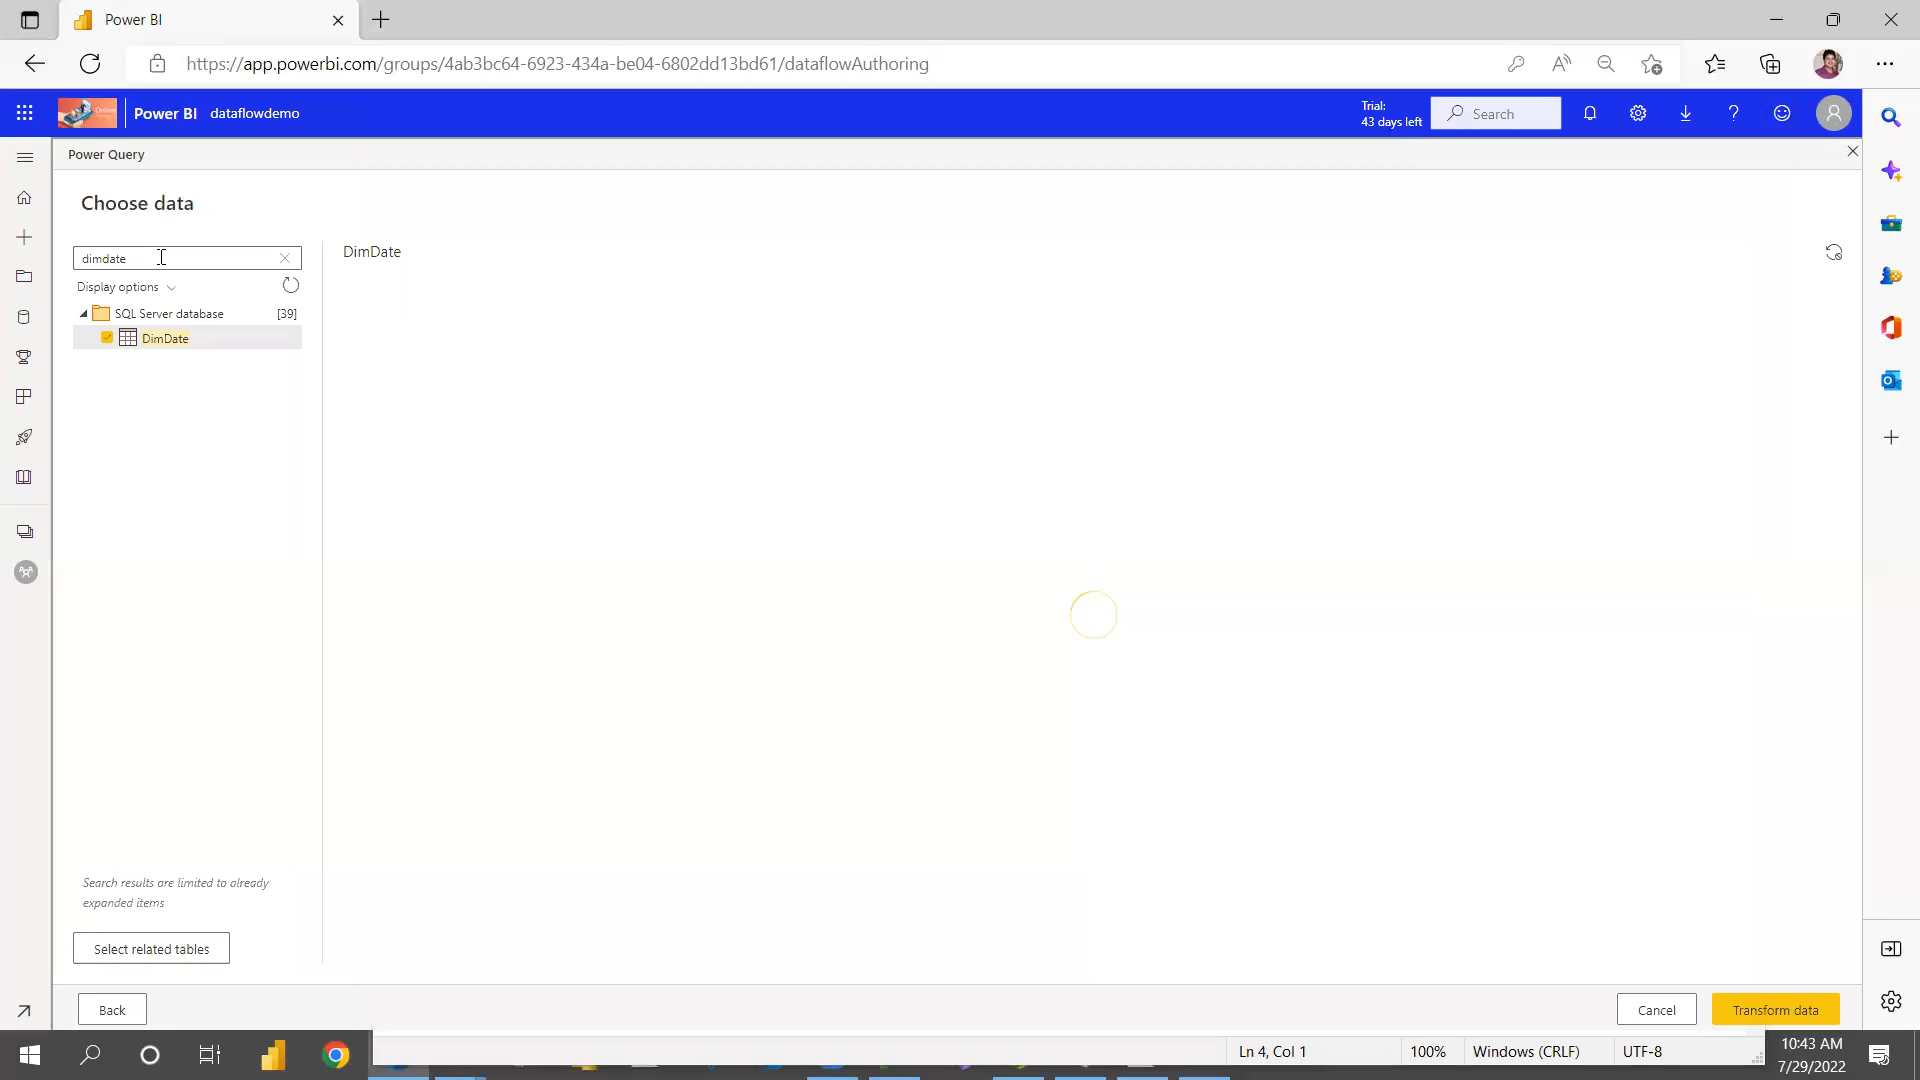 Power BI
https://app.powerbi.com/groups/4ab3bc64-6923-434a-be04-6802dd13bd61/dataflowAuthoring
Power BI dataflowdemo
Trial:
43 days left
Search
Power Query
Choose data
dimdate
DimDate
Display options
SQL Server database [39]
DimDate
Search results are limited to already
expanded items
Select related tables
Back
Cancel
Transform data
Ln 4, Col 1
100%
Windows (CRLF)
UTF-8
10:43 AM
7/29/2022